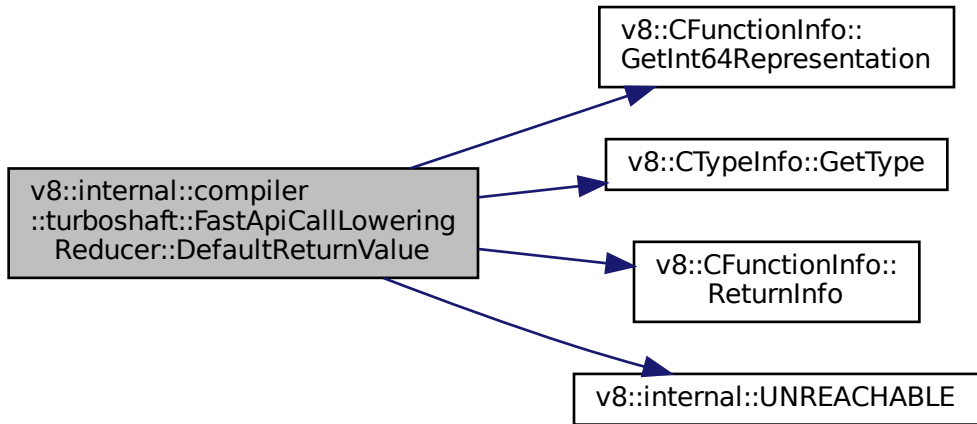 v8::internal::compiler
::turboshaft::FastApiCallLowering
Reducer::DefaultReturnValue
v8::CFunctionInfo::
GetInt64Representation
v8::CTypeInfo::GetType
v8::CFunctionInfo::
ReturnInfo
v8::internal::UNREACHABLE